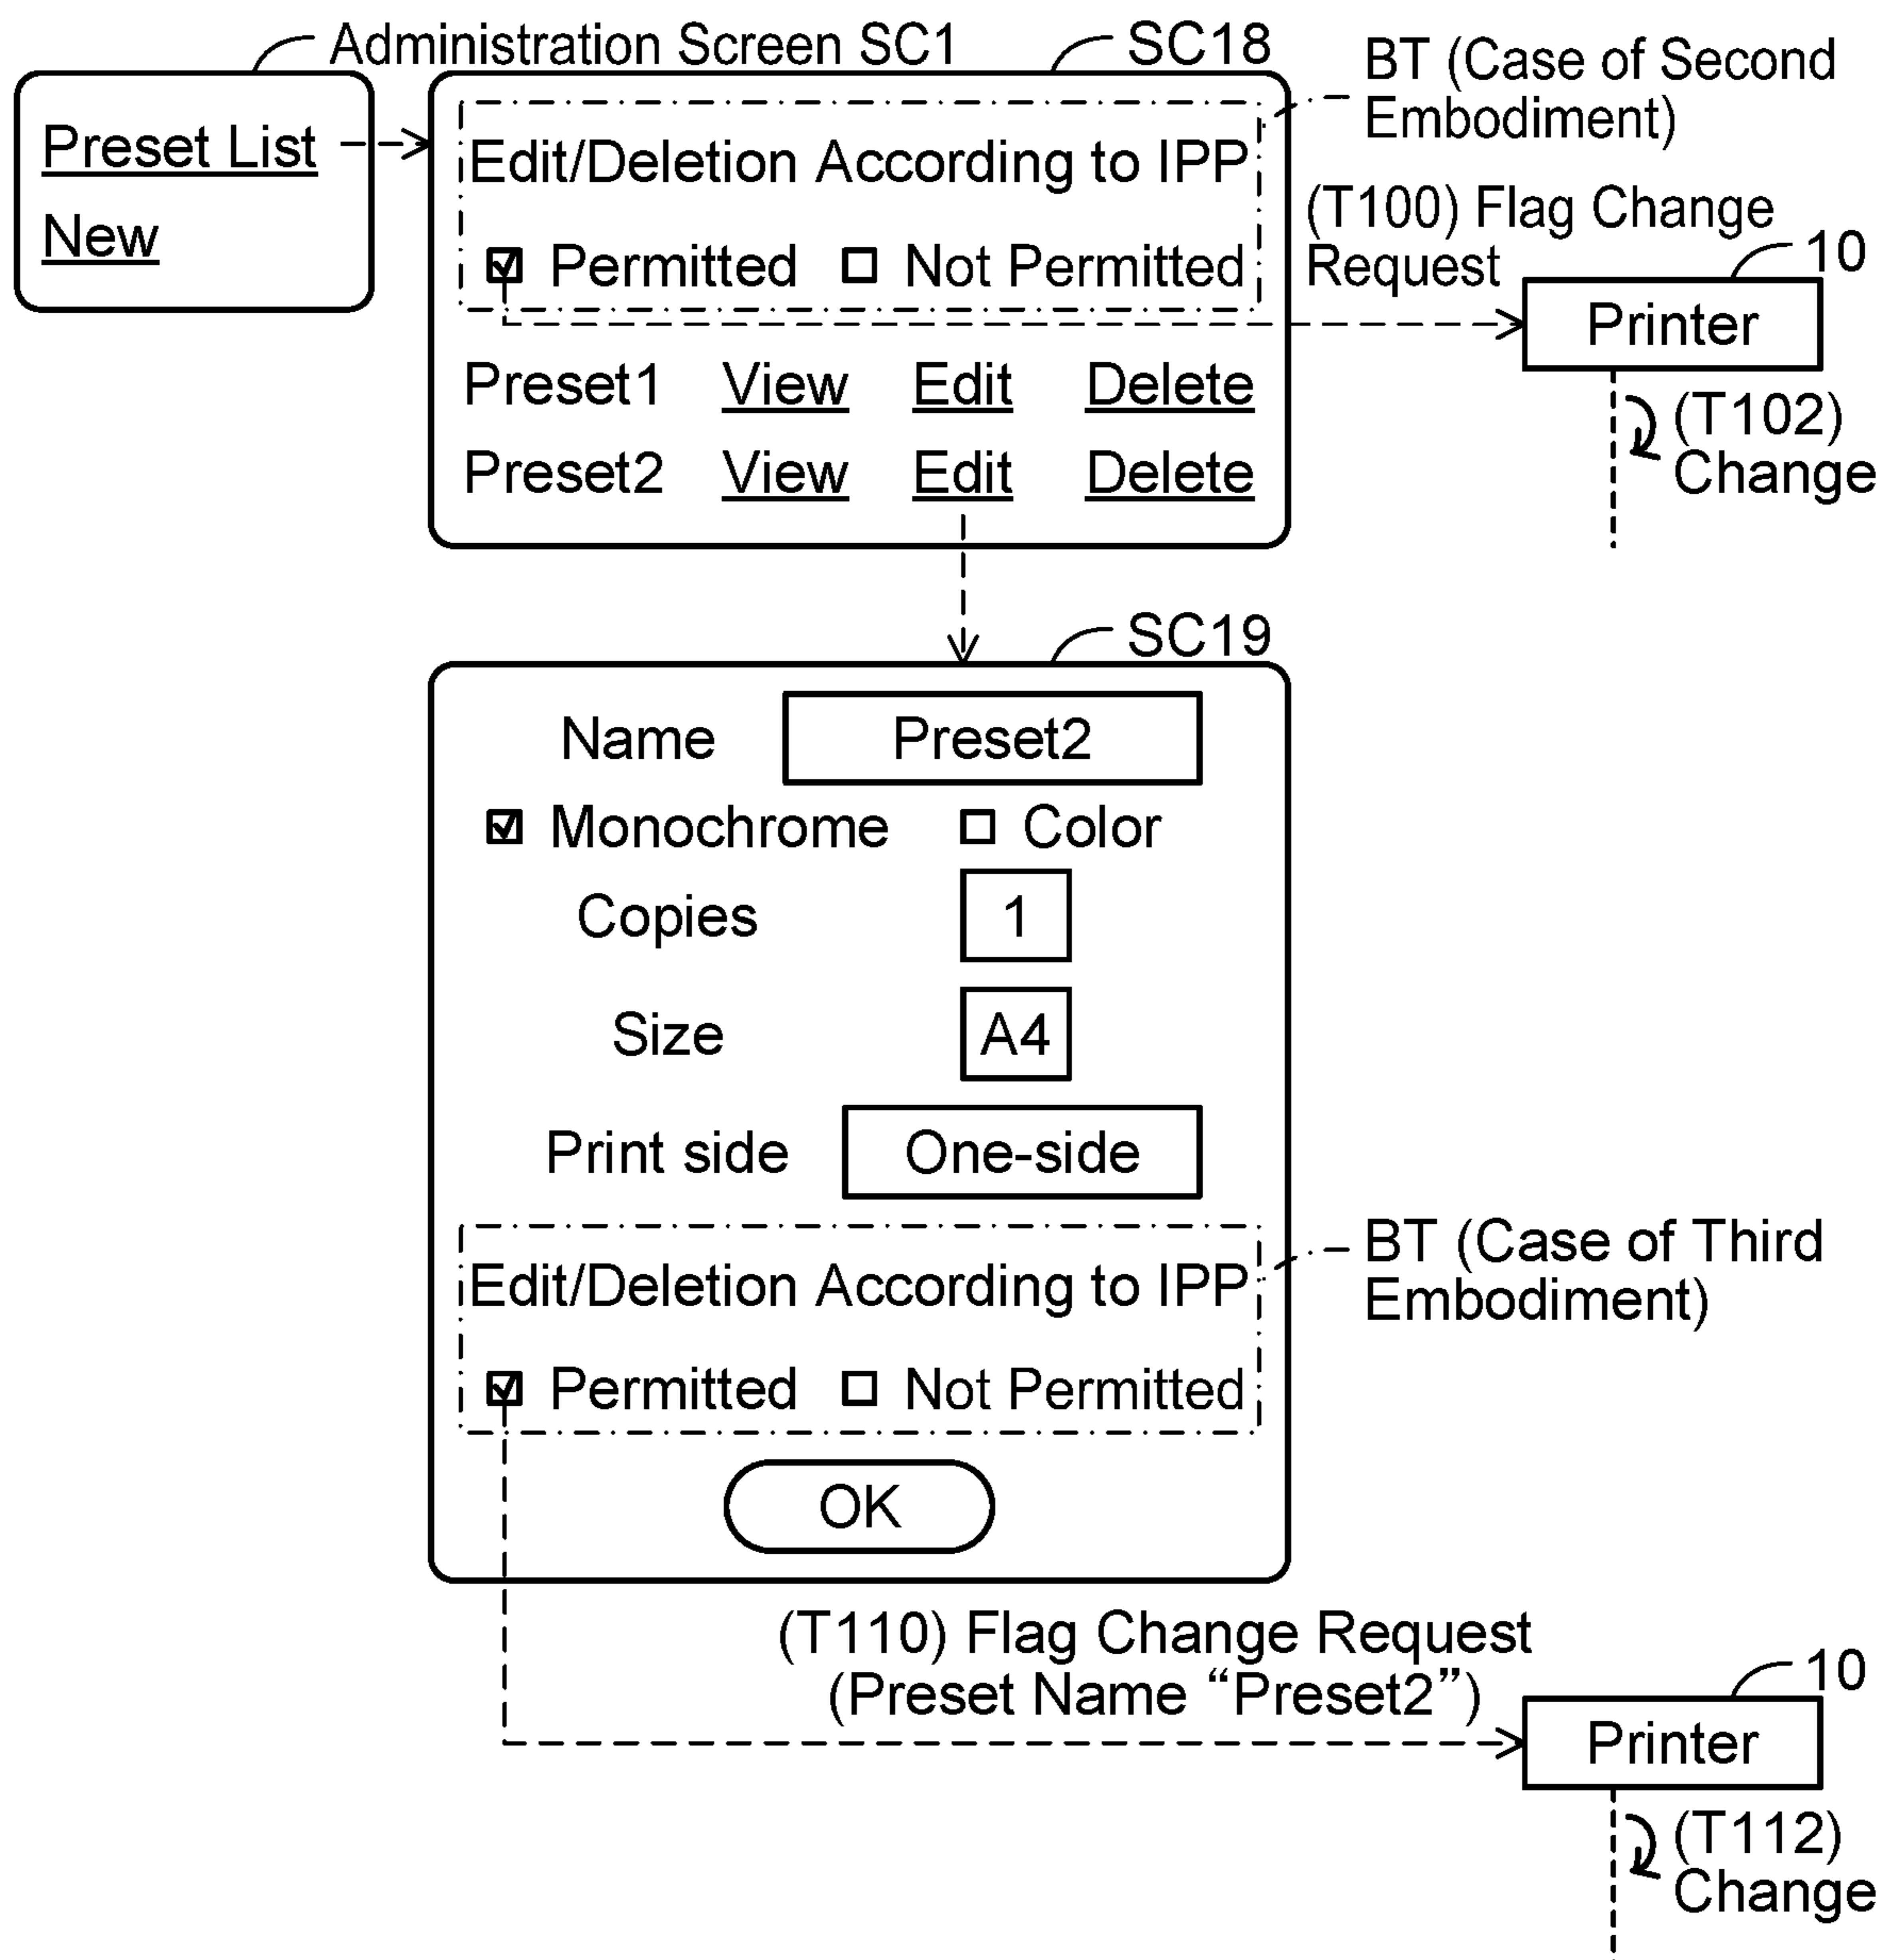 Administration Screen SC1
Preset List
New
SC18
BT (Case of Second
Embodiment)
Edit/Deletion According to IPP
Permitted Not Permitted
(T100) Flag Change
Request
10
Printer
(T102)
Change
Preset1 View Edit Delete
Preset2 View Edit Delete
SC19
Name Preset2
Monochrome Color
Copies 1
Size A4
Print side One-side
Edit/Deletion According to IPP
Permitted Not Permitted
BT (Case of Third
Embodiment)
OK
(T110) Flag Change Request
(Preset Name “Preset2”)
10
Printer
(T112)
Change